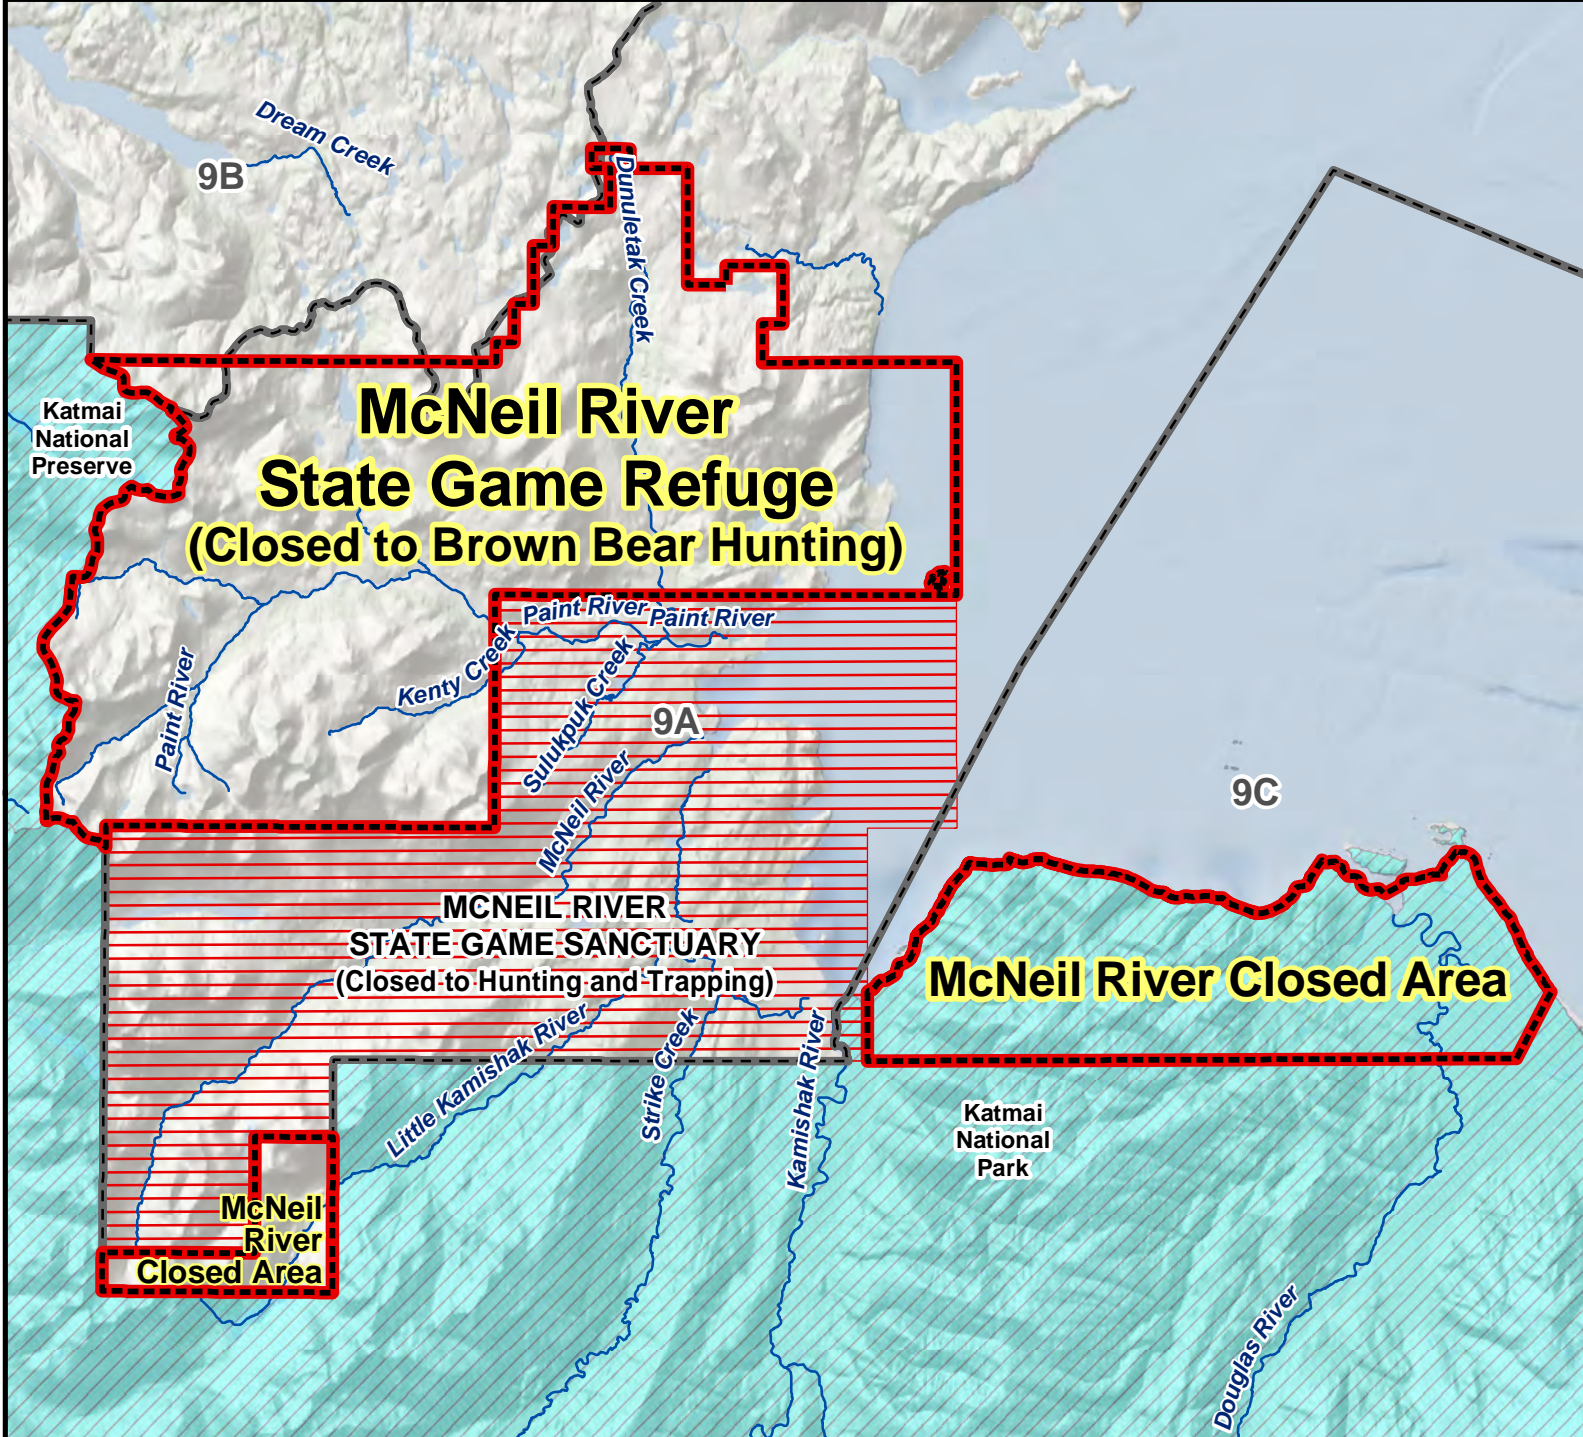 Dream Creek
9B
Dunuletak Creek
Katmai
National
Preserve
McNeil River
State Game Refuge
(Closed to Brown Bear Hunting)
Paint River
Paint River
Kenty Creek
Sulukpuk Creek
Paint River
9A
McNeil River
9C
MCNEIL RIVER
STATE GAME SANCTUARY
(Closed to Hunting and Trapping)
McNeil River Closed Area
Little Kamishak River
Strike Creek
Kamishak River
Katmai
National
Park
McNeil
River
Closed Area
Douglas River